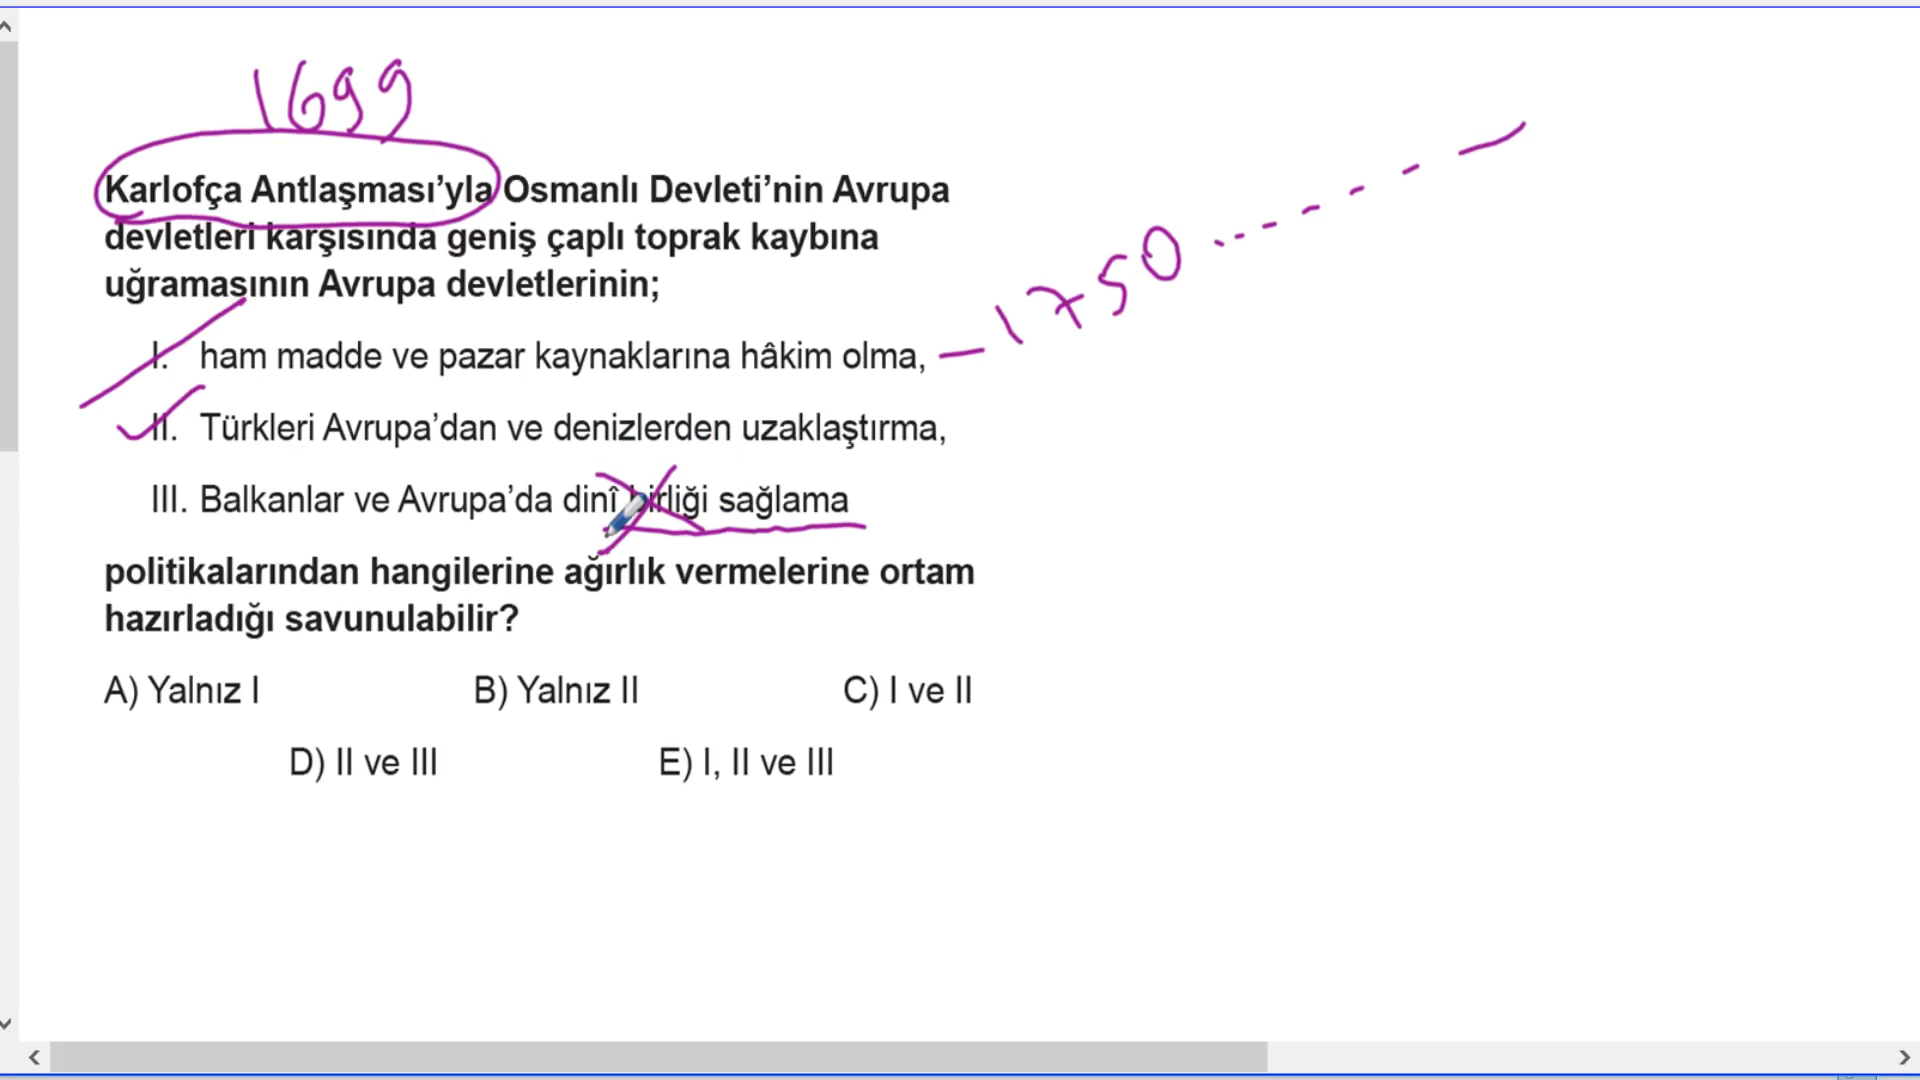 1699
Karlofça Antlaşması’yla Osmanlı Devleti’nin Avrupa
devletleri karşısında geniş çaplı toprak kaybına
uğramasının Avrupa devletlerinin;
I. ham madde ve pazar kaynaklarına hâkim olma, – 1750
II. Türkleri Avrupa’dan ve denizlerden uzaklaştırma,
III. Balkanlar ve Avrupa’da dinî birliği sağlama
politikalarından hangilerine ağırlık vermelerine ortam
hazırladığı savunulabilir?
A) Yalnız I B) Yalnız II C) I ve II
D) II ve III E) I, II ve III